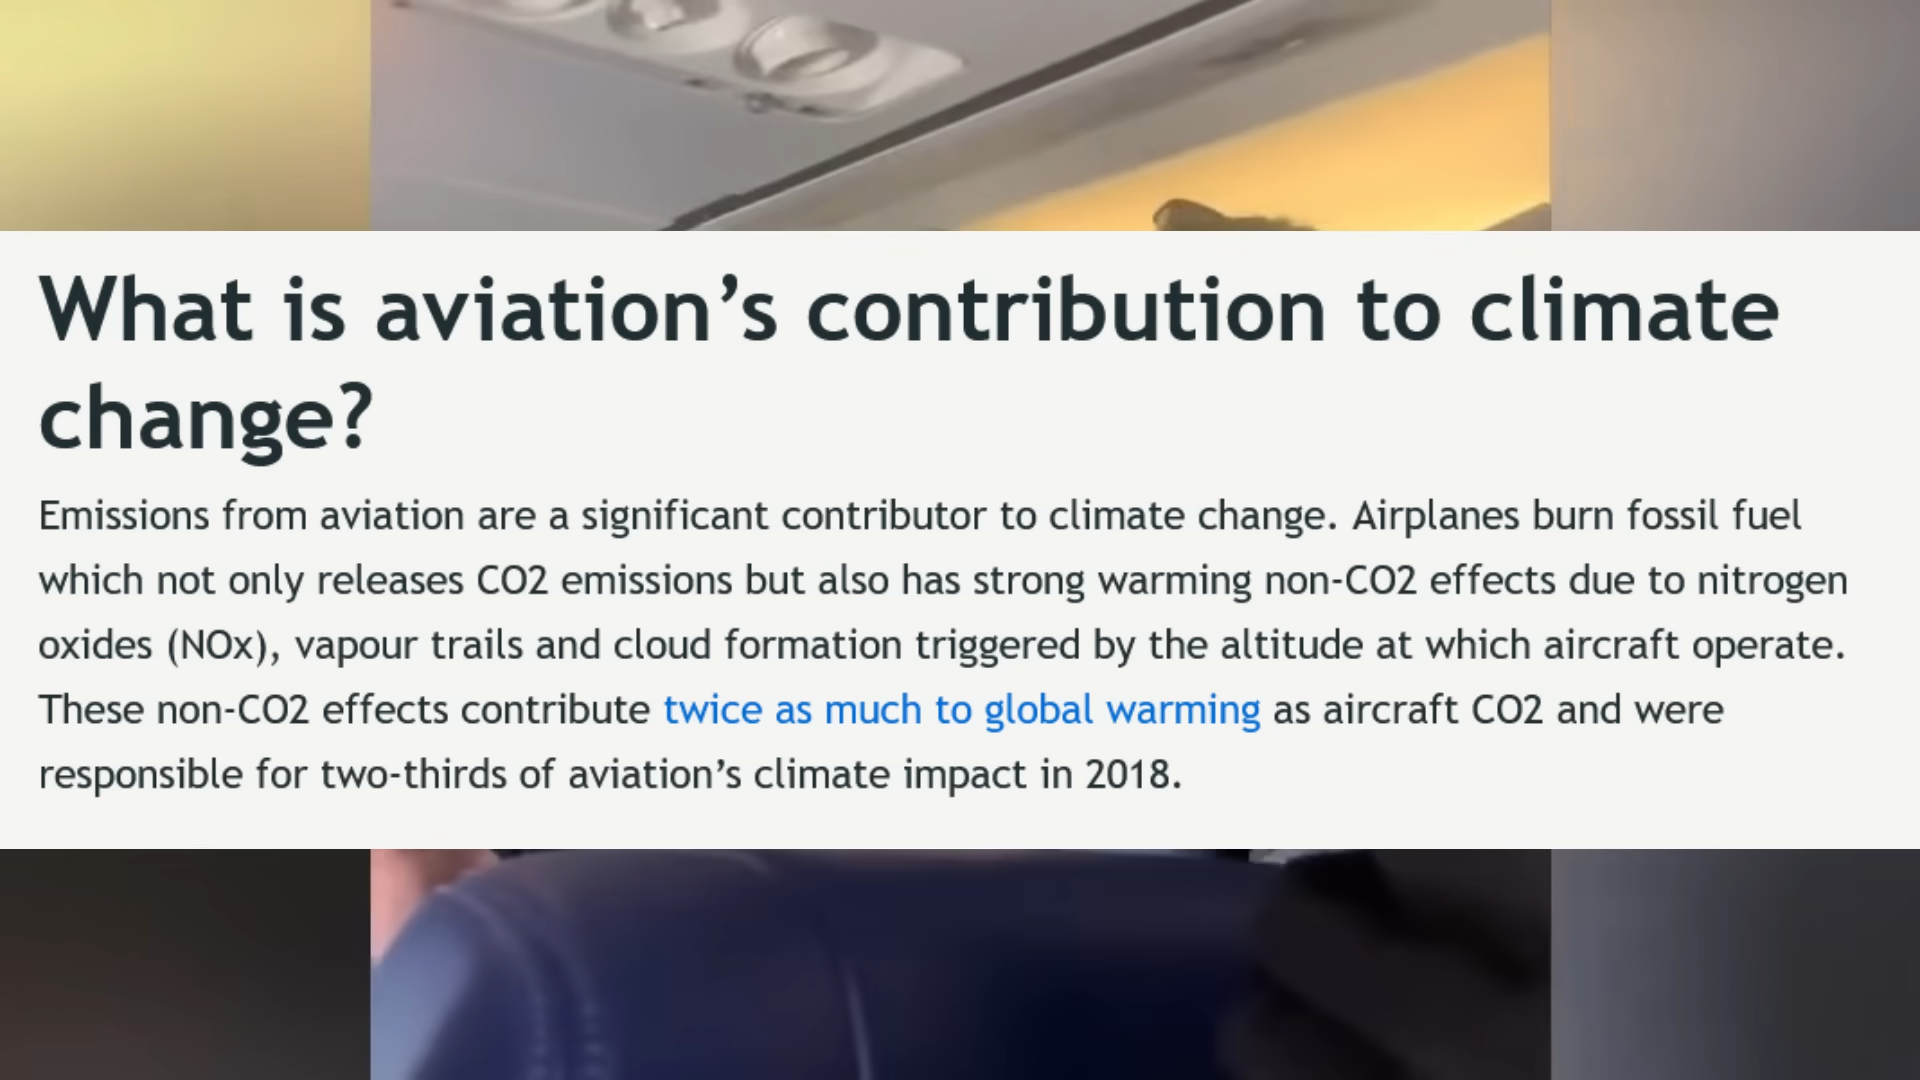 What is aviation’s contribution to climate
change?
Emissions from aviation are a significant contributor to climate change. Airplanes burn fossil fuel
which not only releases CO2 emissions but also has strong warming non-CO2 effects due to nitrogen
oxides (NOx), vapour trails and cloud formation triggered by the altitude at which aircraft operate.
These non-CO2 effects contribute twice as much to global warming as aircraft CO2 and were
responsible for two-thirds of aviation’s climate impact in 2018.